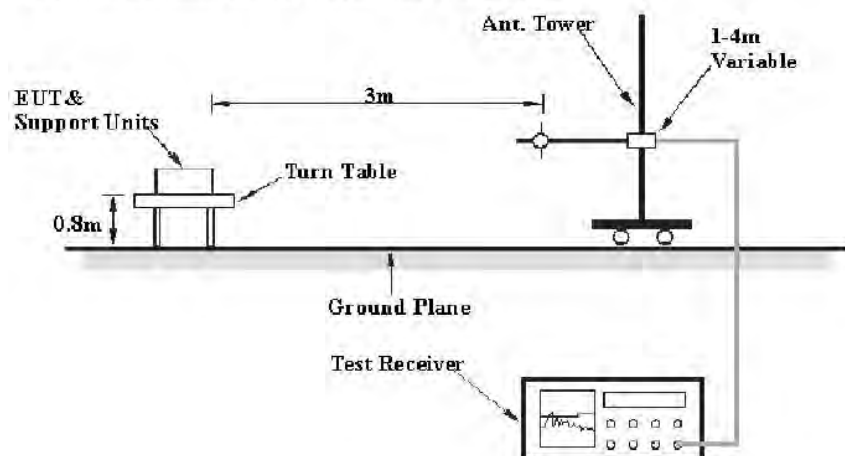 Ant. Tower
1-4m
Variable
EUT&
Support Units
3m
Turn Table
0.8m
Ground Plane
Test Receiver